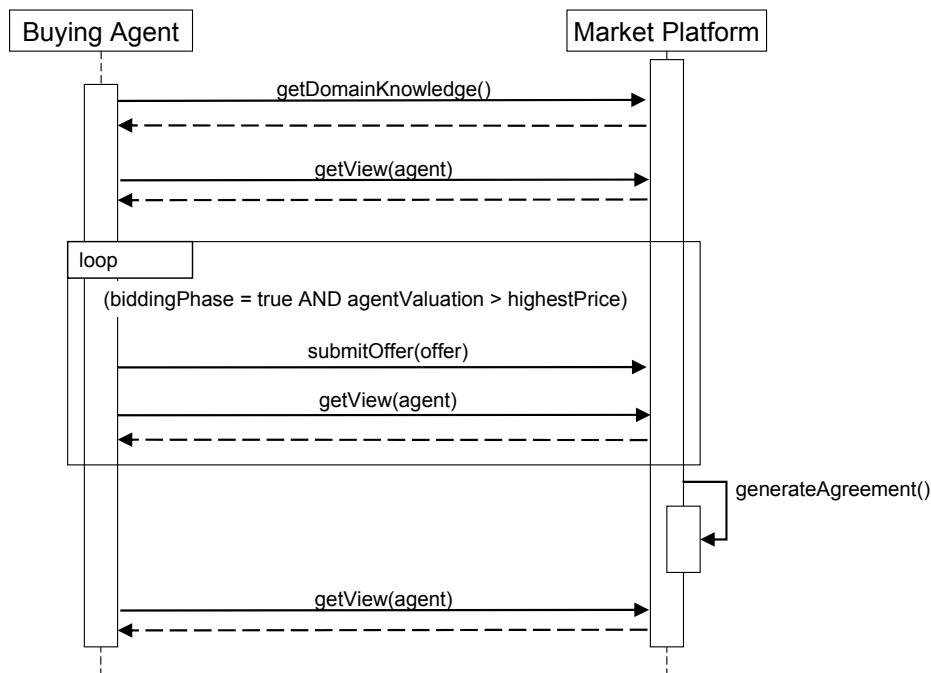 Buying Agent
Market Platform
getDomainKnowledge()
getView(agent)
loop
(biddingPhase = true AND agentValuation > highestPrice)
submitOffer(offer)
getView(agent)
generateAgreement()
getView(agent)